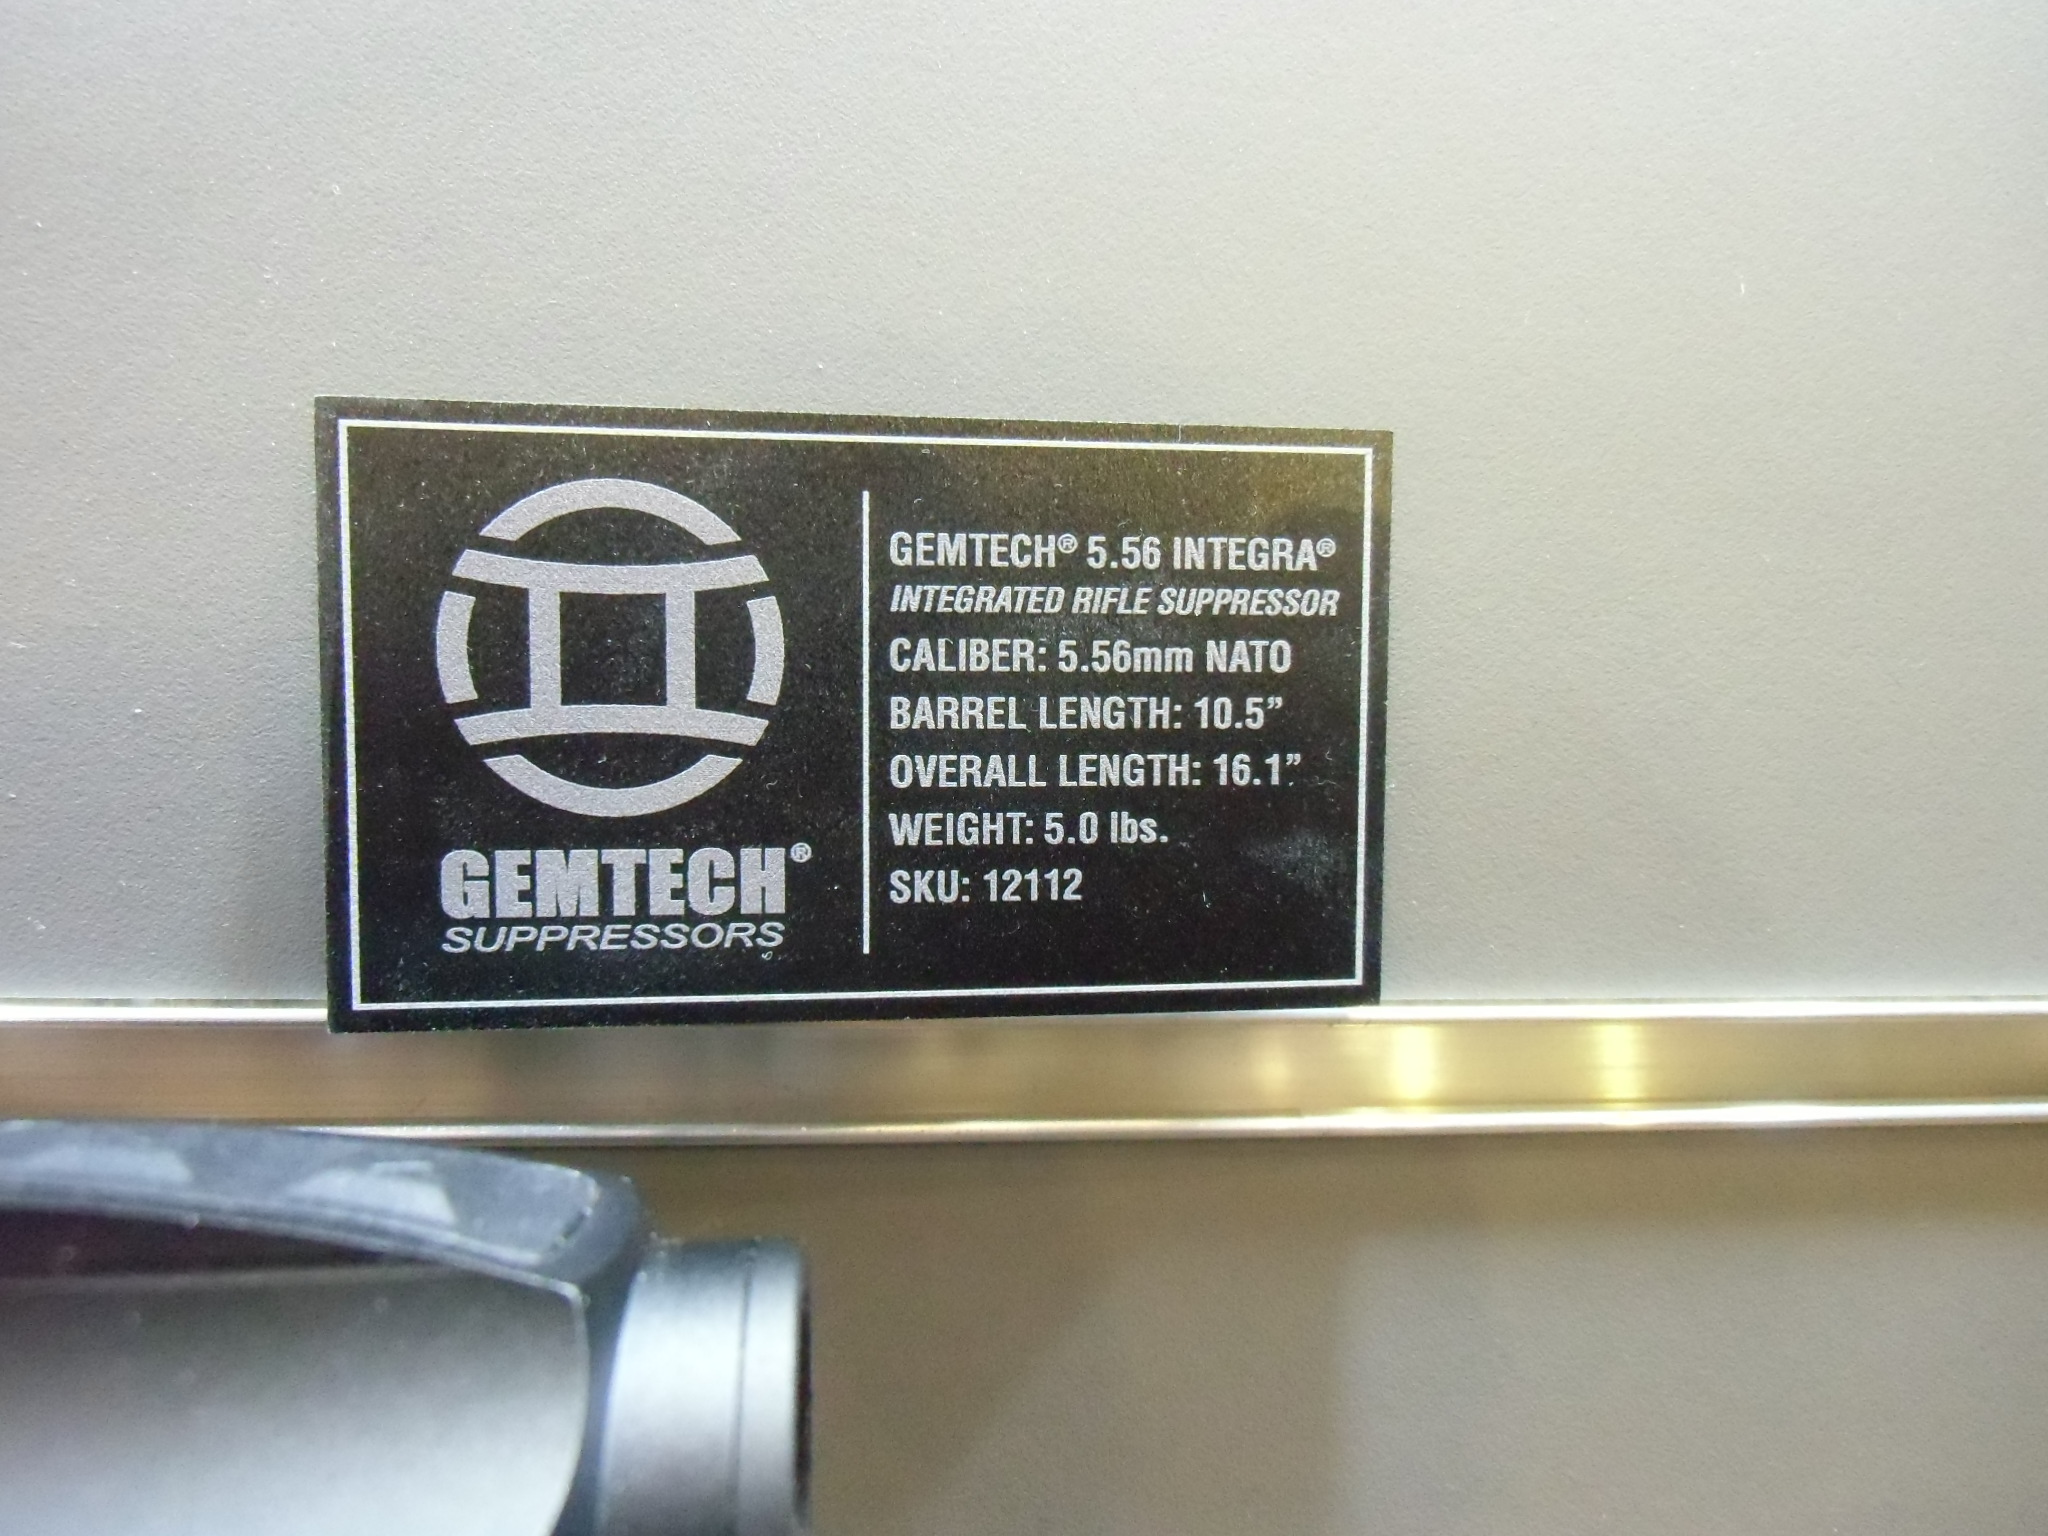 GEMTECH®
SUPPRESSORS
GEMTECH® 5.56 INTEGRA®
INTEGRATED RIFLE SUPPRESSOR
CALIBER: 5.56mm NATO
BARREL LENGTH: 10.5”
OVERALL LENGTH: 16.1”
WEIGHT: 5.0 lbs.
SKU: 12112